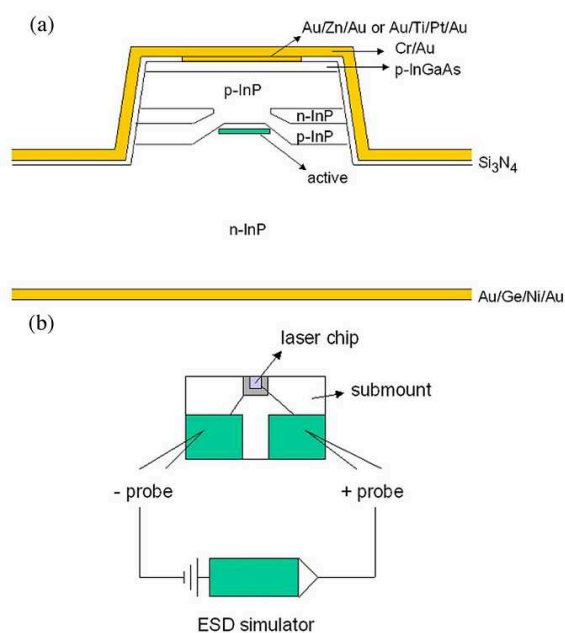 (a)
Au/Zn/Au or Au/Ti/Pt/Au
Cr/Au
p-InGaAs
p-InP
n-InP
p-InP
Si3N4
active
n-InP
Au/Ge/Ni/Au
(b)
laser chip
submount
- probe
+ probe
ESD simulator